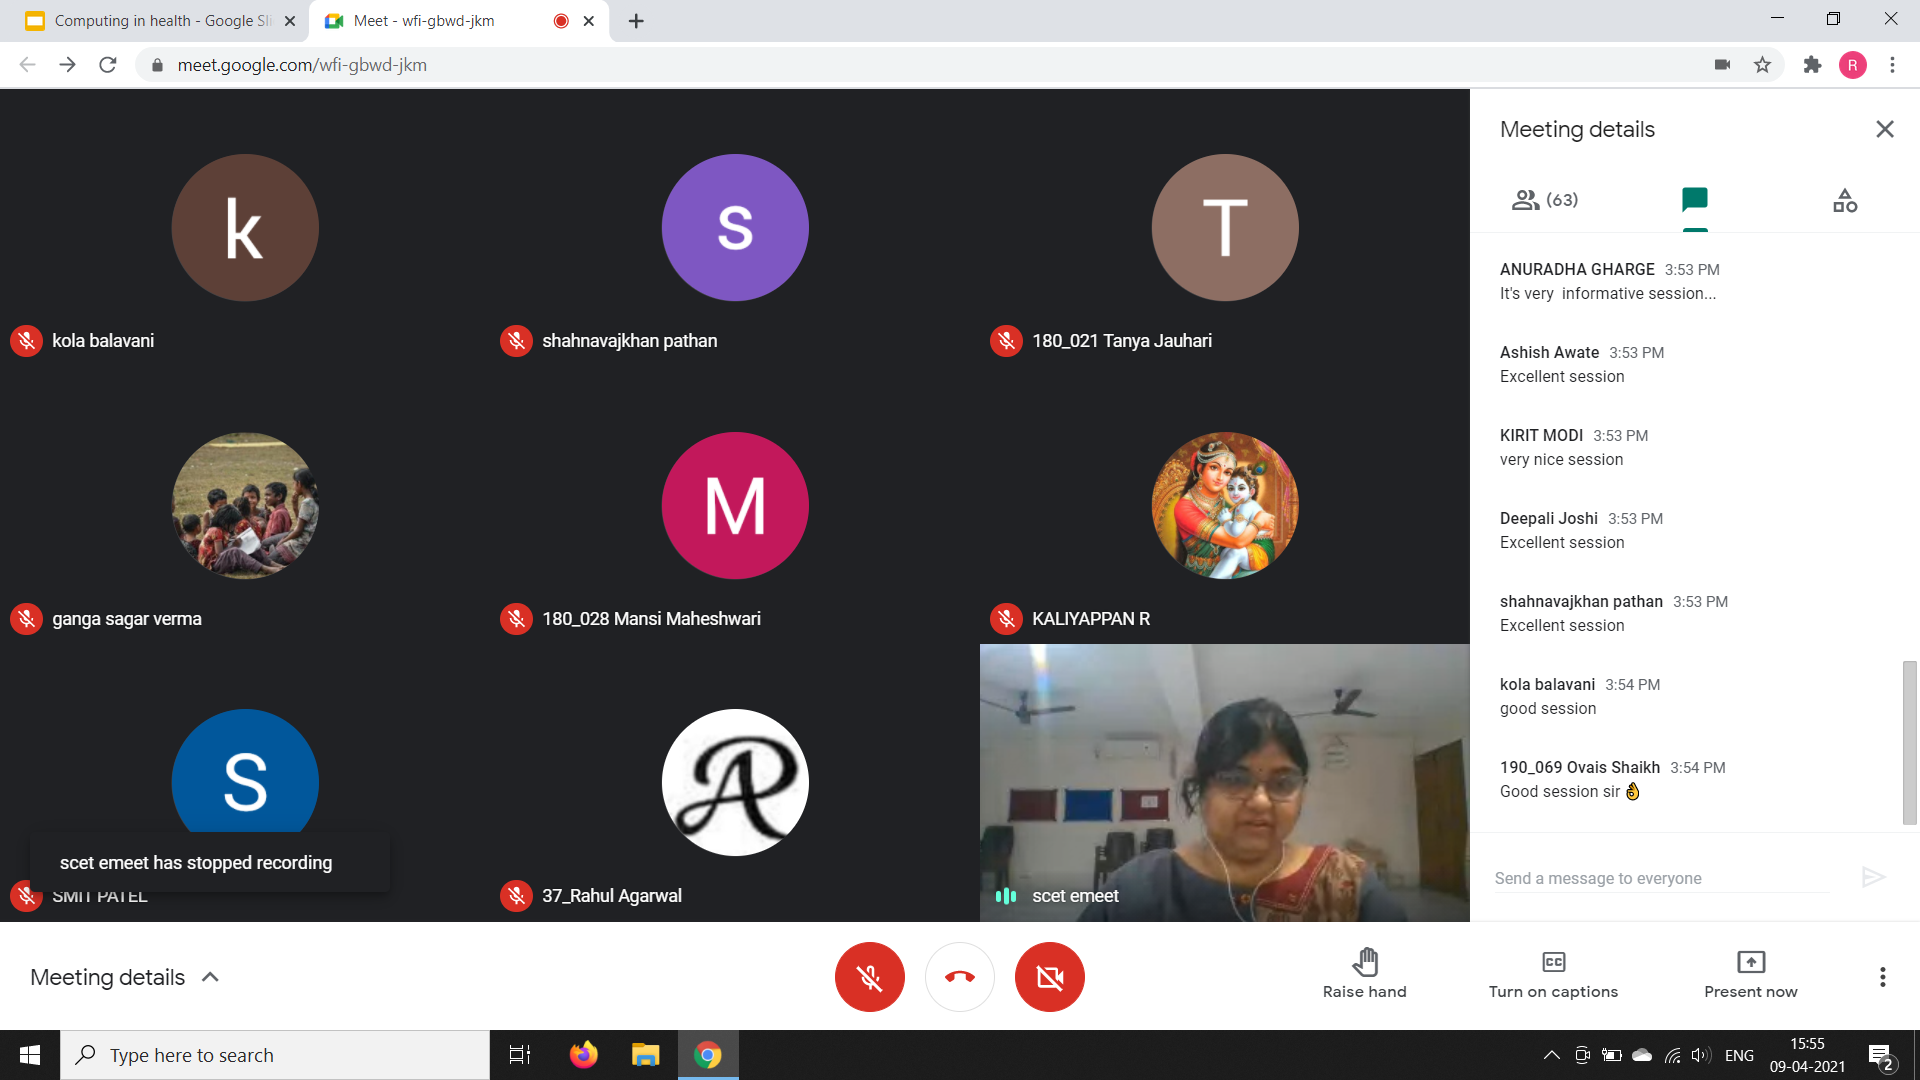 Computing in health - Google Sli
Meet - wfi-gbwd-jkm
meet.google.com/wfi-gbwd-jkm
R
k
kola balavani
s
shahnavajkhan pathan
T
180_021 Tanya Jauhari
ganga sagar verma
M
180_028 Mansi Maheshwari
KALIYAPPAN R
S
SMIT PATEL
scet emeet has stopped recording
37_Rahul Agarwal
scet emeet
Meeting details
(63)
ANURADHA GHARGE 3:53 PM
It's very informative session...
Ashish Awate 3:53 PM
Excellent session
KIRIT MODI 3:53 PM
very nice session
Deepali Joshi 3:53 PM
Excellent session
shahnavajkhan pathan 3:53 PM
Excellent session
kola balavani 3:54 PM
good session
190_069 Ovais Shaikh 3:54 PM
Good session sir 👌
Send a message to everyone
Meeting details
Raise hand
CC
Turn on captions
Present now
Type here to search
ENG
15:55
09-04-2021
2